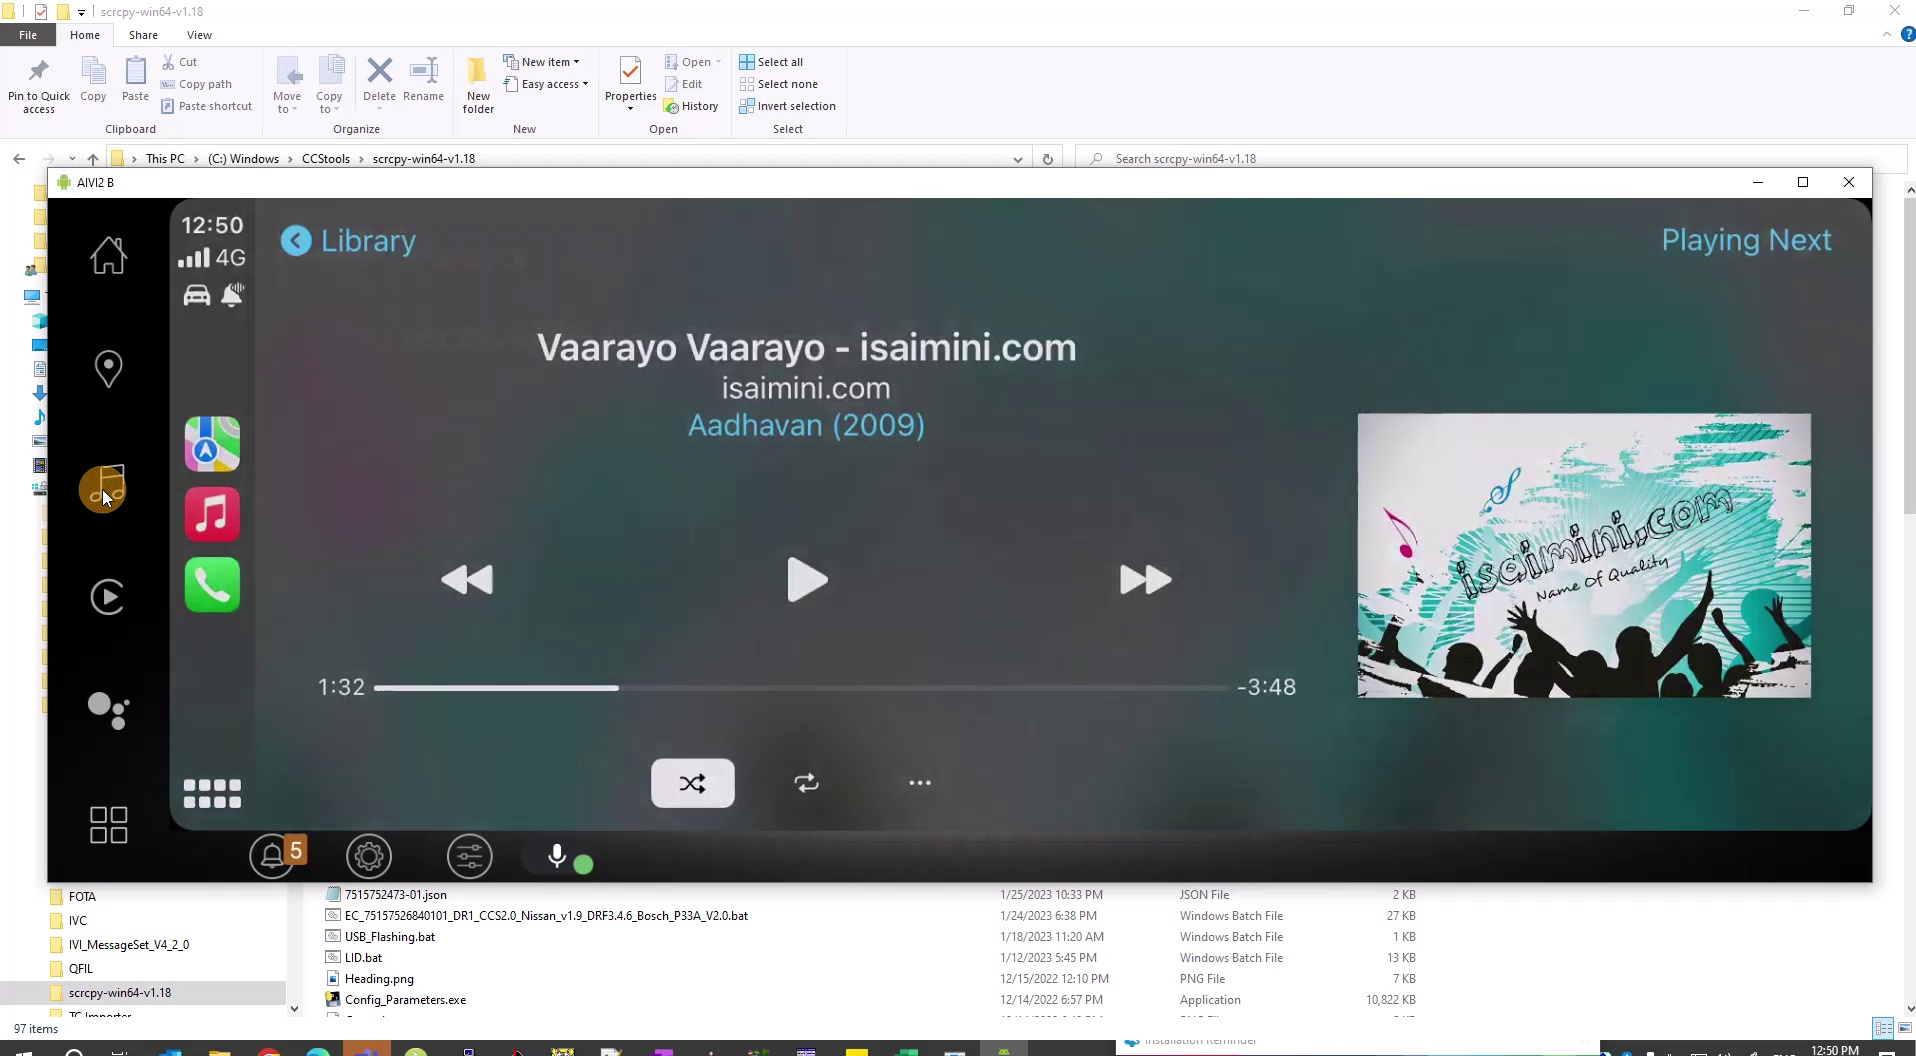 scrcpy-win64-v1.18
File
Home
Share
View
Pin to Quick access
Copy
Paste
Cut
Copy path
Paste shortcut
Clipboard
Move to
Copy to
Delete
Rename
Organize
New folder
New item
Easy access
New
Properties
Open
Edit
History
Open
Select all
Select none
Invert selection
Select
This PC > (C:) Windows > CCStools > scrcpy-win64-v1.18
Search scrcpy-win64-v1.18
AIVI2 B
12:50
4G
Library
Playing Next
Vaarayo Vaarayo - isaimini.com
isaimini.com
Aadhavan (2009)
isaimini.com
Name Of Quality
1:32
-3:48
5
FOTA
IVC
IVI_MessageSet_V4_2_0
QFIL
scrcpy-win64-v1.18
TC Importer
7515752473-01.json 1/25/2023 10:33 PM JSON File 2 KB
EC_75157526840101_DR1_CCS2.0_Nissan_v1.9_DRF3.4.6_Bosch_P33A_V2.0.bat 1/24/2023 6:38 PM Windows Batch File 27 KB
USB_Flashing.bat 1/18/2023 11:20 AM Windows Batch File 1 KB
LID.bat 1/12/2023 5:45 PM Windows Batch File 13 KB
Heading.png 12/15/2022 12:10 PM PNG File 7 KB
Config_Parameters.exe 12/14/2022 6:57 PM Application 10,822 KB
97 items
Installation Reminder
12:50 PM